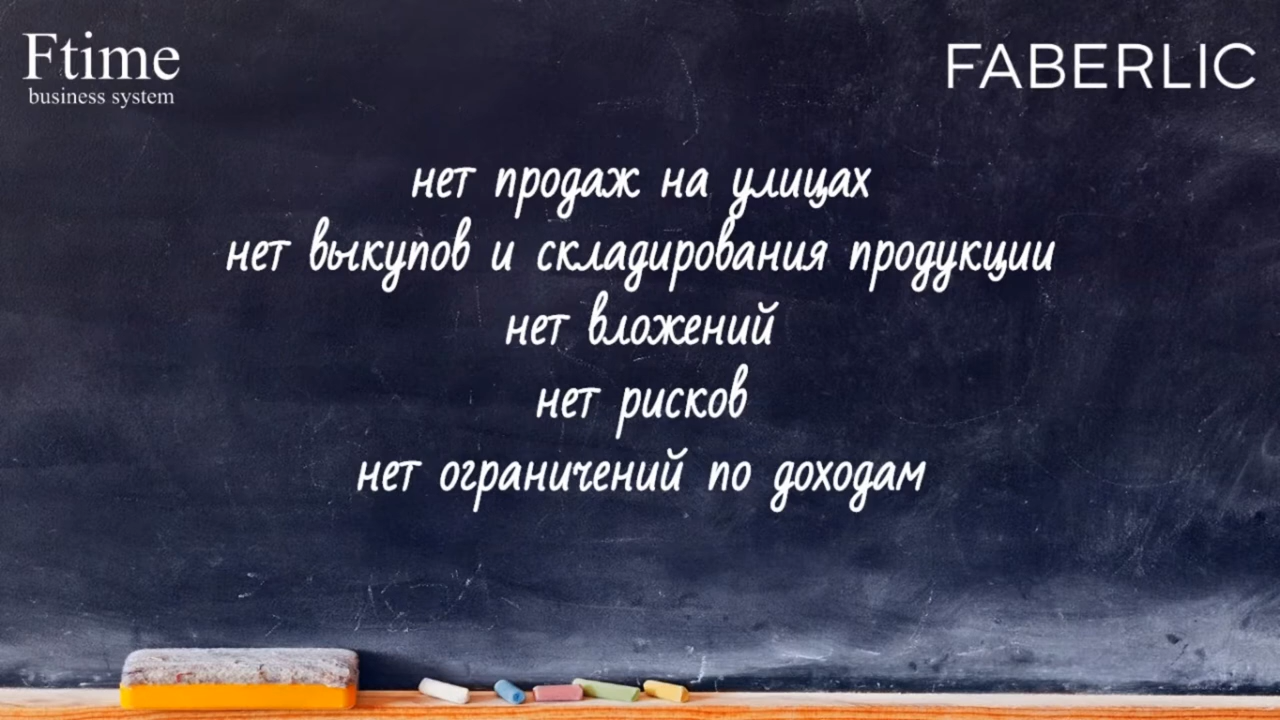 Ftime
business system
FABERLIC
нет продаж на улицах
нет выкупов и складирования продукции
нет вложений
нет рисков
нет ограничений по доходам